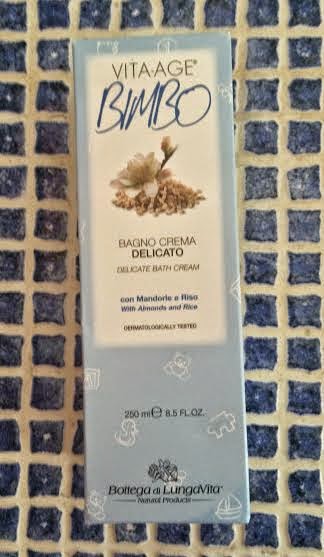 VITA-AGE®
BIMBO
BAGNO CREMA
DELICATO
DELICATE BATH CREAM
con Mandorle e Riso
With Almonds and Rice
DERMATOLOGICALLY TESTED
250 ml e 8.5 FL.OZ.
Bottega di LungaVita®
Natural Products